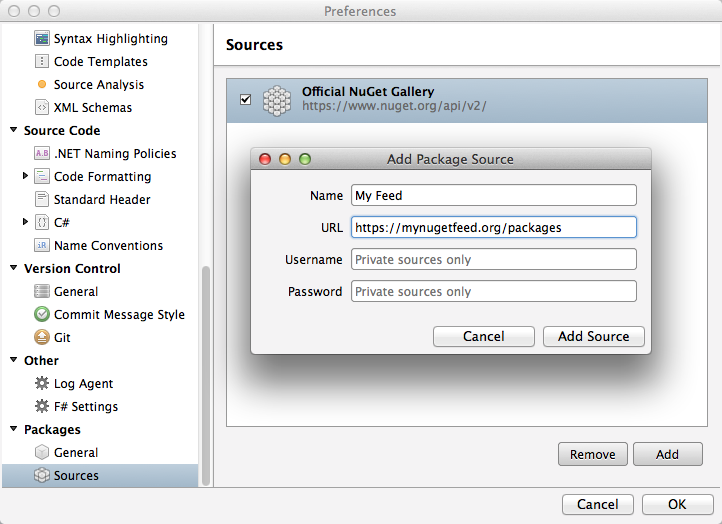 Preferences
Syntax Highlighting
Code Templates
Source Analysis
XML Schemas
Source Code
A.B .NET Naming Policies
Code Formatting
Standard Header
{} C#
iR Name Conventions
Version Control
General
Commit Message Style
Git
Other
Log Agent
F# Settings
Packages
General
Sources
Sources
Official NuGet Gallery
https://www.nuget.org/api/v2/
Add Package Source
Name My Feed
URL https://mynugetfeed.org/packages
Username Private sources only
Password Private sources only
Cancel Add Source
Remove Add
Cancel OK